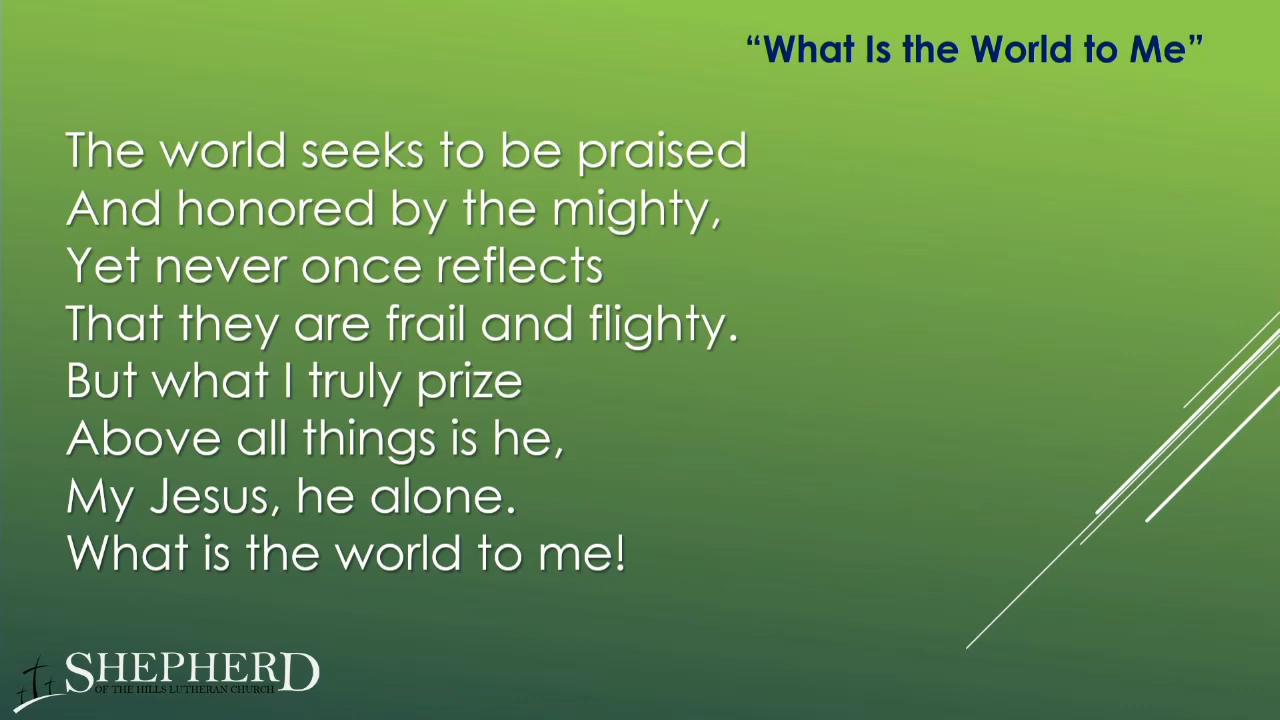 “What Is the World to Me”
The world seeks to be praised
And honored by the mighty,
Yet never once reflects
That they are frail and flighty.
But what I truly prize
Above all things is he,
My Jesus, he alone.
What is the world to me!
SHEPHERD
OF THE HILLS LUTHERAN CHURCH